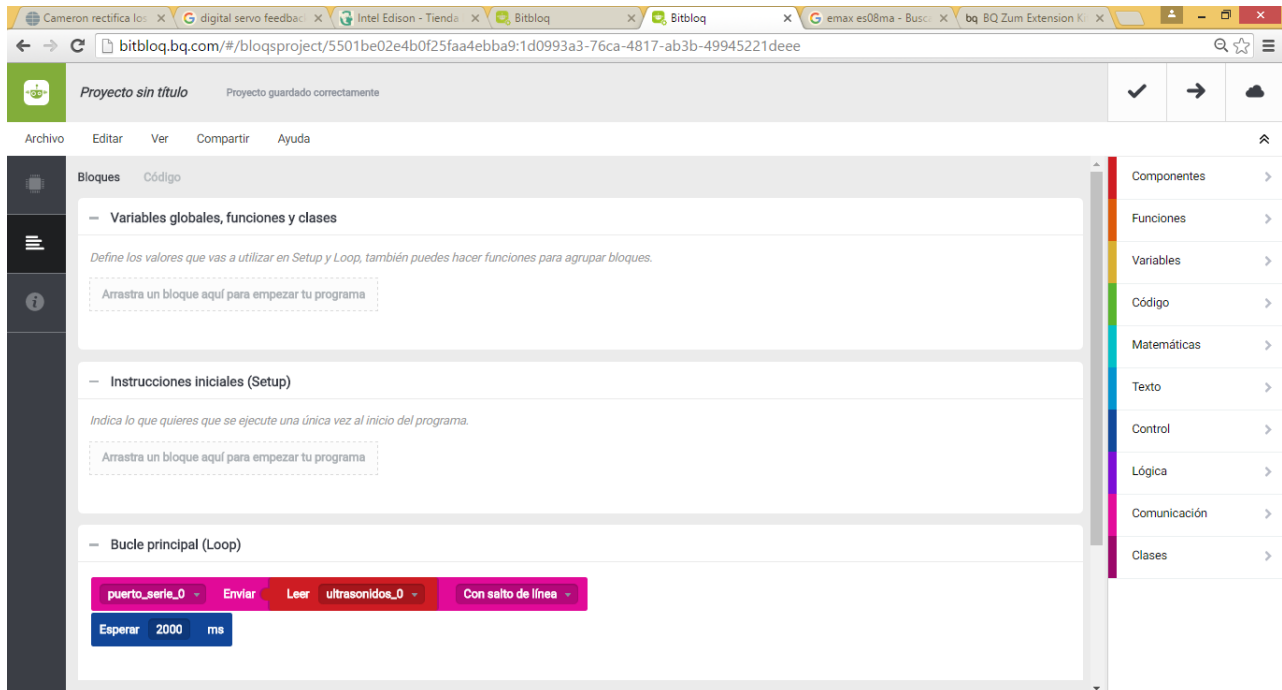 Cameron rectifica los
digital servo feedbac
Intel Edison - Tienda
Bitbloq
Bitbloq
emax es08ma - Busc
bq BQ Zum Extension Ki
bitbloq.bq.com/#/bloqsproject/5501be02e4b0f25faa4ebba9:1d0993a3-76ca-4817-ab3b-49945221deee
Proyecto sin título Proyecto guardado correctamente
Archivo Editar Ver Compartir Ayuda
Bloques Código
Variables globales, funciones y clases
Define los valores que vas a utilizar en Setup y Loop, también puedes hacer funciones para agrupar bloques.
Arrastra un bloque aquí para empezar tu programa
Instrucciones iniciales (Setup)
Indica lo que quieres que se ejecute una única vez al inicio del programa.
Arrastra un bloque aquí para empezar tu programa
Bucle principal (Loop)
puerto_serie_0 Enviar Leer ultrasonidos_0 Con salto de línea
Esperar 2000 ms
Componentes
Funciones
Variables
Código
Matemáticas
Texto
Control
Lógica
Comunicación
Clases